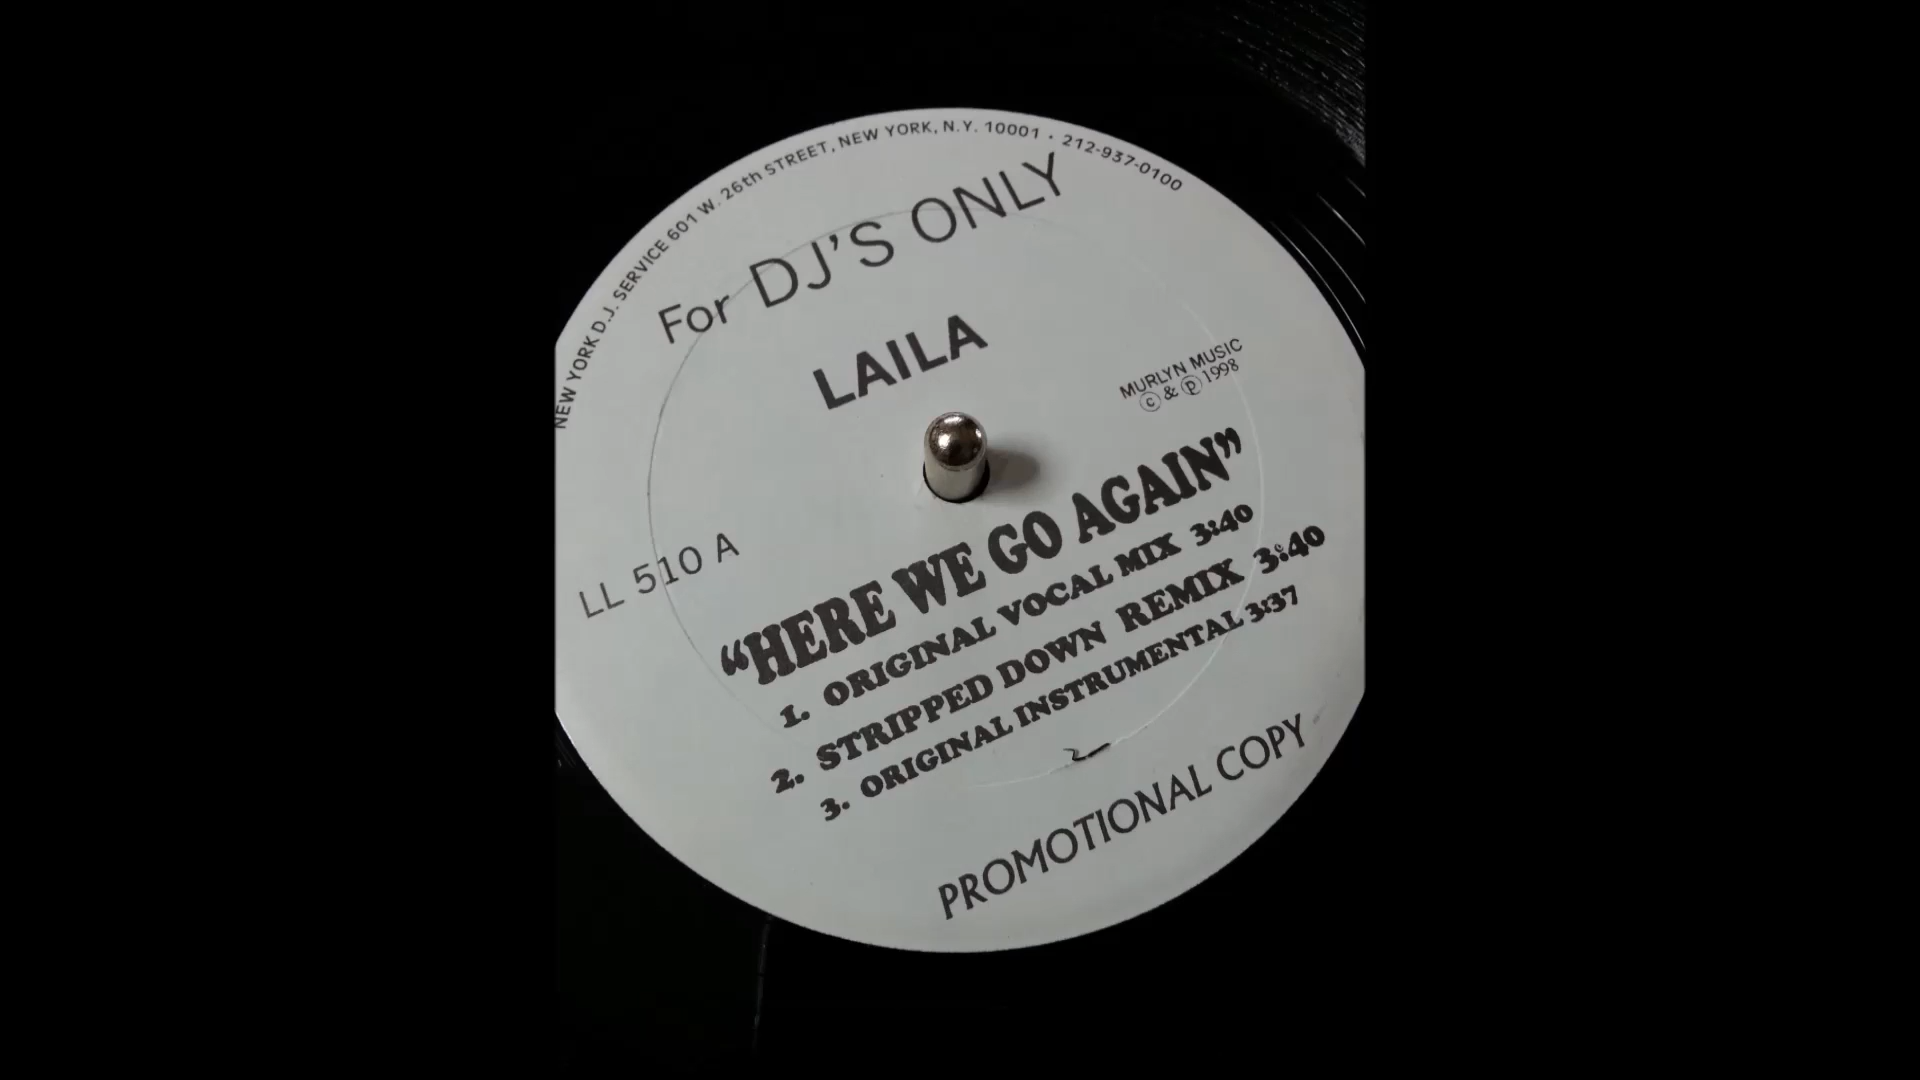 NEW YORK D.J. SERVICE 601 W. 26th STREET, NEW YORK, N.Y. 10001 · 212-937-0100
For DJ'S ONLY
LAILA
MURLYN MUSIC
© & ℗ 1998
LL 510 A
“HERE WE GO AGAIN”
1. ORIGINAL VOCAL MIX 3:40
2. STRIPPED DOWN REMIX 3:40
3. ORIGINAL INSTRUMENTAL 3:37
PROMOTIONAL COPY